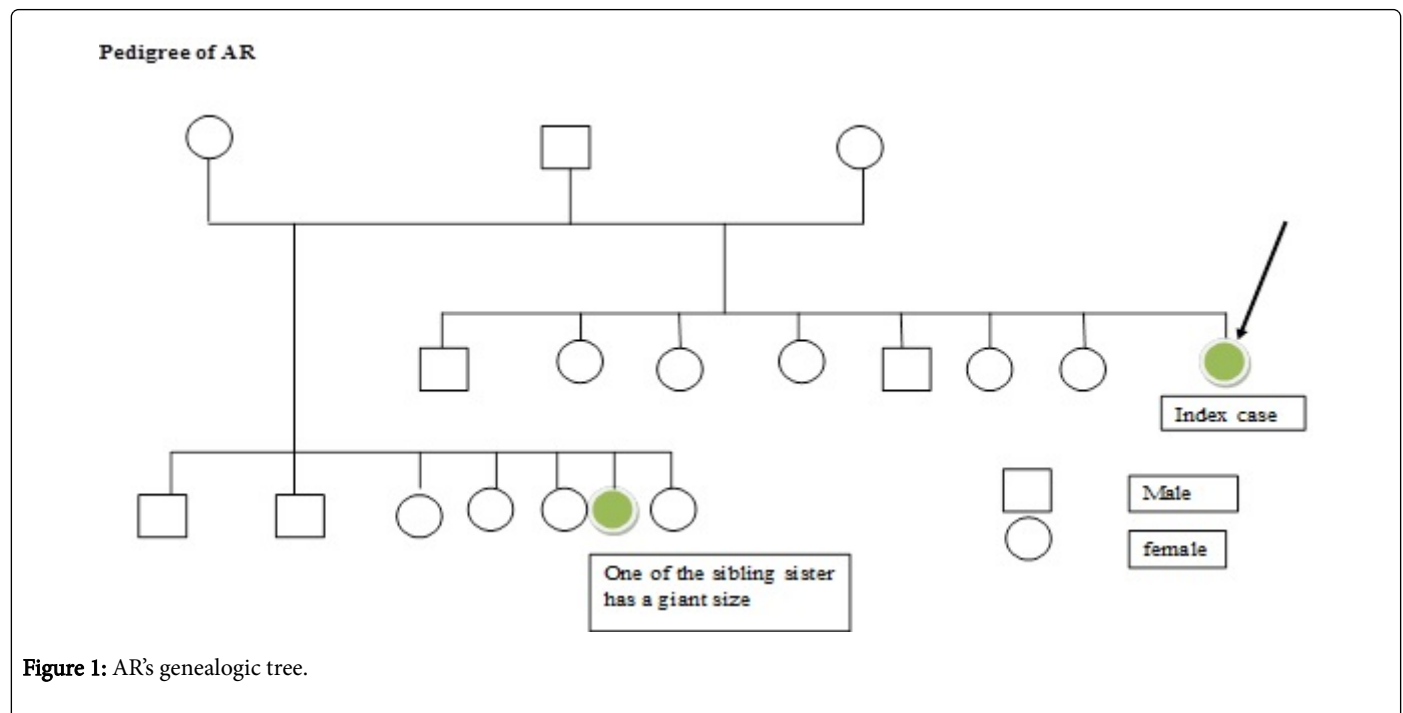 Pedigree of AR
Index case
Male
female
One of the sibling sister
has a giant size
Figure 1: AR's genealogic tree.